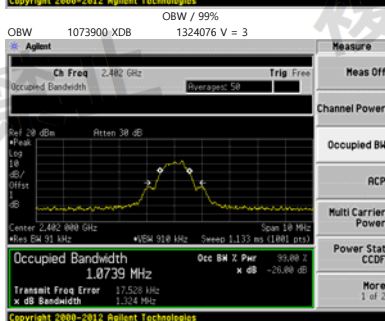 Copyright 2000-2012 Agilent Technologies
OBW / 99%
OBW 1073900 XDB 1324076 V = 3
Agilent
Measure
Ch Freq 2.402 GHz Trig Free
Meas Off
Occupied Bandwidth Averages: 50
Channel Power
Ref 20 dBm Atten 30 dB
#Peak
Log
10
dB/
Offst
1
dB
Occupied BW
ACP
Center 2.402 000 GHz Span 10 MHz
#Res BW 91 kHz #VBW 910 kHz Sweep 1.133 ms (1001 pts)
Multi Carrier
Power
Occupied Bandwidth Occ BW % Pwr 99.00 %
1.0739 MHz x dB -26.00 dB
Power Stat
CCDF
Transmit Freq Error 17.528 kHz
x dB Bandwidth 1.324 MHz
More
1 of 2
Copyright 2000-2012 Agilent Technologies